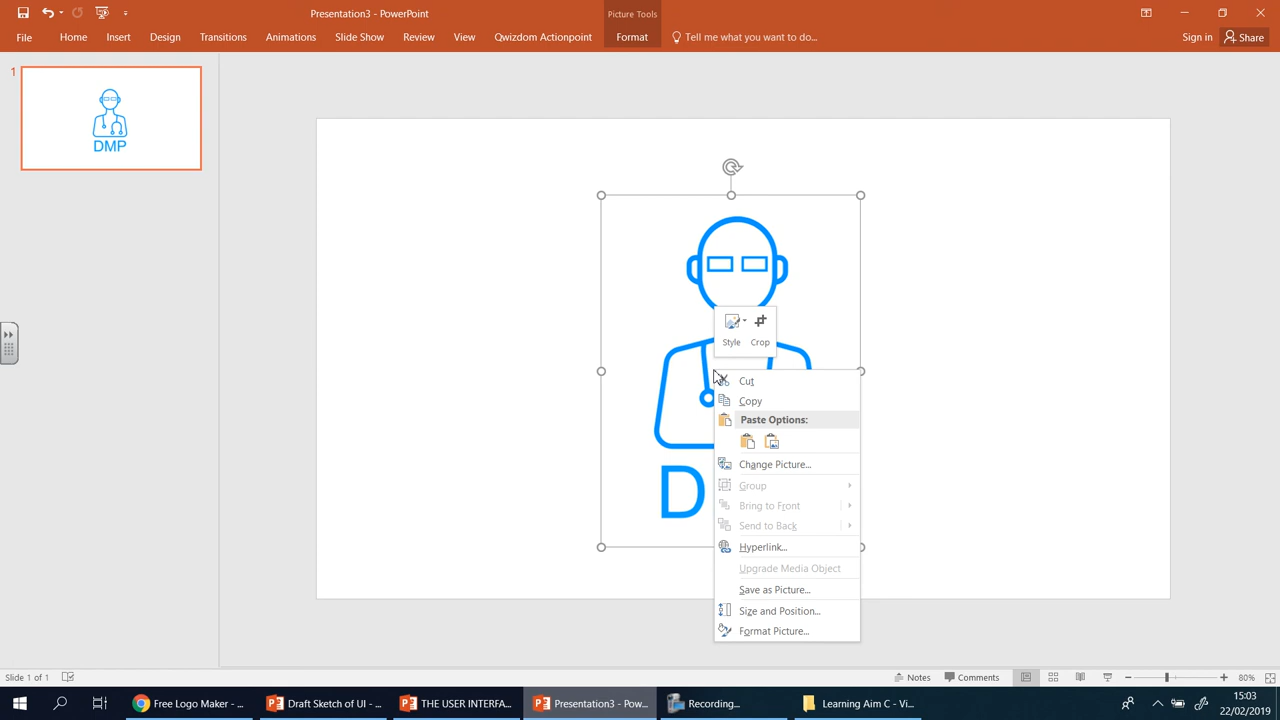 Presentation3 - PowerPoint
Picture Tools
File Home Insert Design Transitions Animations Slide Show Review View Qwizdom Actionpoint Format Tell me what you want to do... Sign in Share
1
DMP
Style Crop
Cut
Copy
Paste Options:
Change Picture...
Group
Bring to Front
Send to Back
Hyperlink...
Upgrade Media Object
Save as Picture...
Size and Position...
Format Picture...
D
Slide 1 of 1 Notes Comments 80%
Free Logo Maker - ... Draft Sketch of UI - ... THE USER INTERFA... Presentation3 - Pow... Recording... Learning Aim C - Vi...
15:03
22/02/2019